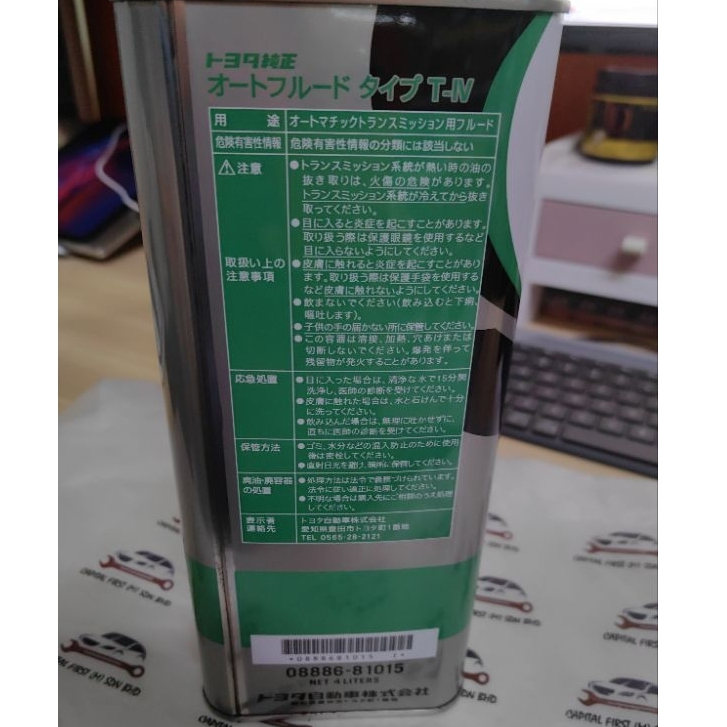 トヨタ純正
オートフルード タイプ T-Ⅳ
用 途 オートマチックトランスミッション用フルード
危険有害性情報 危険有害性情報の分類には該当しない
⚠注意
取扱い上の
注意事項
●トランスミッション系統が熱い時の油の
抜き取りは、火傷の危険があります。
トランスミッション系統が冷えてから抜き
取ってください。
●目に入ると炎症を起こすことがあります。
取り扱う際は保護眼鏡を使用するなど
目に入らないようにしてください。
●皮膚に触れると炎症を起こすことがあり
ます。取り扱う際は保護手袋を使用する
など皮膚に触れないようにしてください。
●飲まないでください(飲み込むと下痢、
嘔吐します)。
●子供の手の届かない所に保管してください。
●この容器は溶接、加熱、穴あけまたは
切断しないでください。爆発を伴って
残留物が発火することがあります。
応急処置
●目に入った場合は、清浄な水で15分間
洗浄し、医師の診断を受けてください。
●皮膚に触れた場合は、水と石けんで十分
に洗ってください。
●飲み込んだ場合は、無理に吐かせずに、
直ちに医師の診断を受けてください。
保管方法
●ゴミ、水分などの混入防止のために使用
後は密栓してください。
●直射日光を避け、暗所に保管してください。
廃油・廃容器
の処置
●処理方法は法令で義務づけられています。
法令に従い適正に処理してください。
●不明な場合は購入先にご相談のうえ処理
してください。
表示者
連絡先
トヨタ自動車株式会社
愛知県豊田市トヨタ町1番地
TEL 0565-28-2121
08886-81015
NET 4 LITERS
トヨタ自動車株式会社
CAPITAL FIRST (M) SDN BHD
CAPITAL FIRST (M) SDN BHD